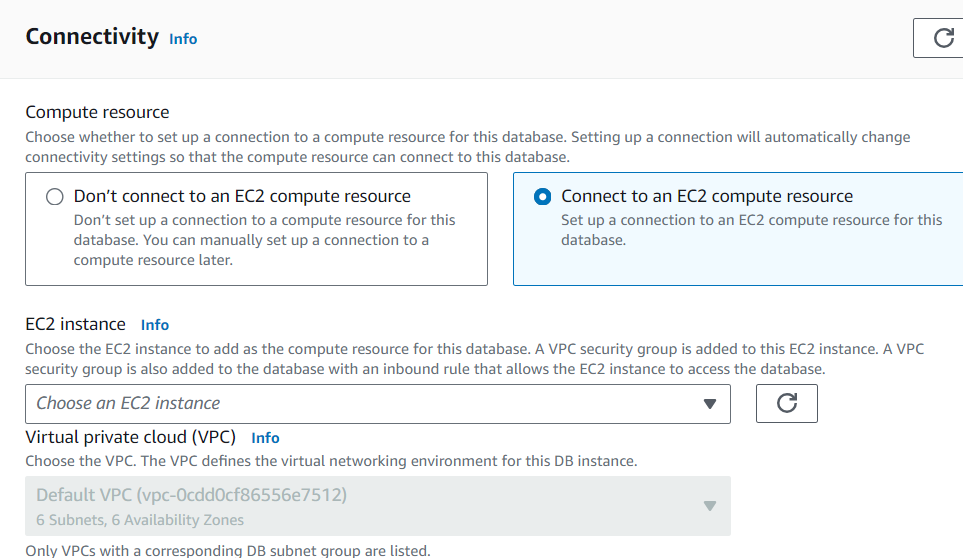 Connectivity Info
Compute resource
Choose whether to set up a connection to a compute resource for this database. Setting up a connection will automatically change
connectivity settings so that the compute resource can connect to this database.
Don’t connect to an EC2 compute resource
Don’t set up a connection to a compute resource for this
database. You can manually set up a connection to a
compute resource later.
Connect to an EC2 compute resource
Set up a connection to an EC2 compute resource for this
database.
EC2 instance Info
Choose the EC2 instance to add as the compute resource for this database. A VPC security group is added to this EC2 instance. A VPC
security group is also added to the database with an inbound rule that allows the EC2 instance to access the database.
Choose an EC2 instance
Virtual private cloud (VPC) Info
Choose the VPC. The VPC defines the virtual networking environment for this DB instance.
Default VPC (vpc-0cdd0cf86556e7512)
6 Subnets, 6 Availability Zones
Only VPCs with a corresponding DB subnet group are listed.